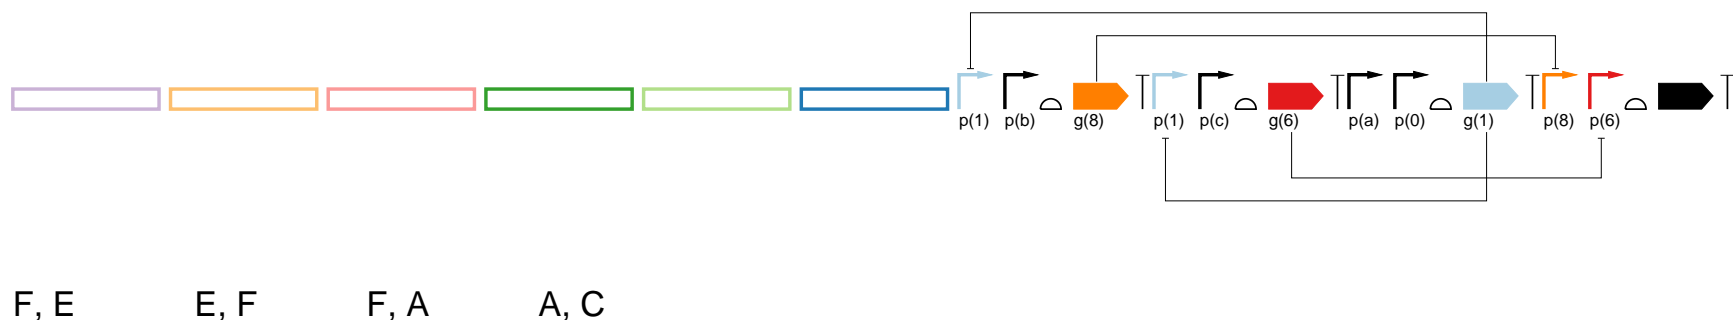 p(1) p(b) g(8) p(1) p(c) g(6) p(a) p(0) g(1) p(8) p(6)
F, E E, F F, A A, C